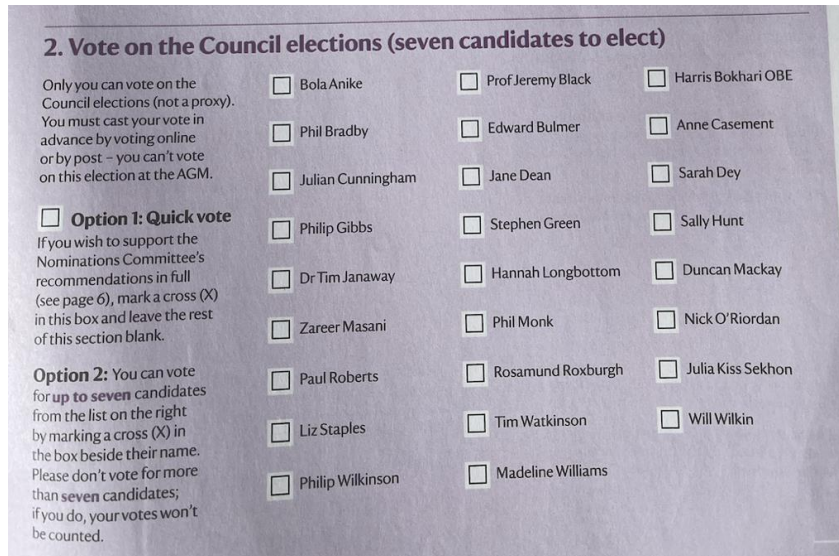 2. Vote on the Council elections (seven candidates to elect)
Only you can vote on the
Council elections (not a proxy).
You must cast your vote in
advance by voting online
or by post – you can't vote
on this election at the AGM.
Option 1: Quick vote
If you wish to support the
Nominations Committee's
recommendations in full
(see page 6), mark a cross (X)
in this box and leave the rest
of this section blank.
Option 2: You can vote
for up to seven candidates
from the list on the right
by marking a cross (X) in
the box beside their name.
Please don't vote for more
than seven candidates;
if you do, your votes won't
be counted.
Bola Anike
Phil Bradby
Julian Cunningham
Philip Gibbs
Dr Tim Janaway
Zareer Masani
Paul Roberts
Liz Staples
Philip Wilkinson
Prof Jeremy Black
Edward Bulmer
Jane Dean
Stephen Green
Hannah Longbottom
Phil Monk
Rosamund Roxburgh
Tim Watkinson
Madeline Williams
Harris Bokhari OBE
Anne Casement
Sarah Dey
Sally Hunt
Duncan Mackay
Nick O'Riordan
Julia Kiss Sekhon
Will Wilkin